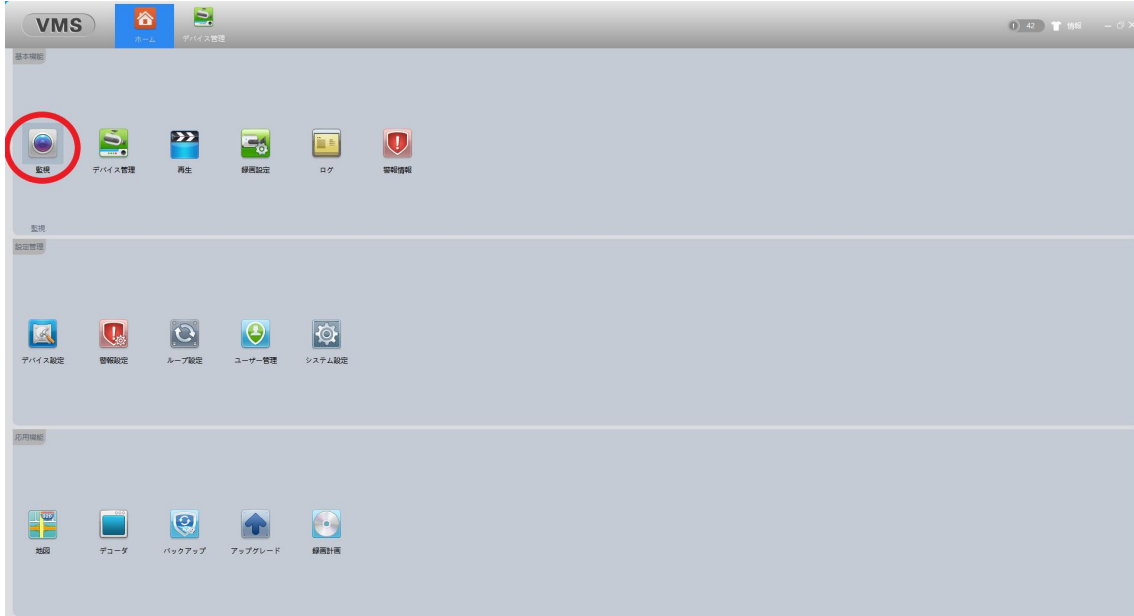 VMS
ホーム
デバイス管理
42
情報
基本機能
監視
デバイス管理
再生
録画設定
ログ
警報情報
監視
設定管理
デバイス設定
警報設定
ループ設定
ユーザー管理
システム設定
応用機能
地図
デコーダ
バックアップ
アップグレード
録画計画